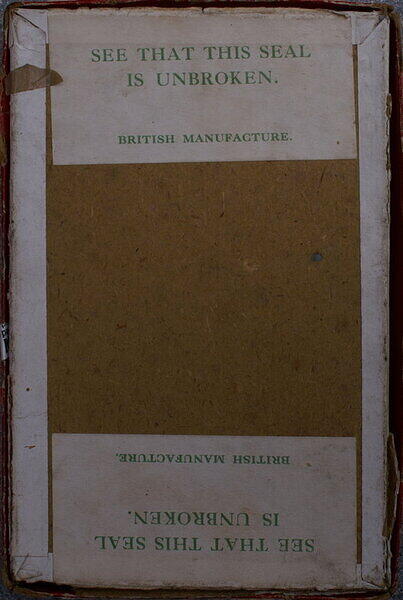 SEE THAT THIS SEAL
IS UNBROKEN.
BRITISH MANUFACTURE.
SEE THAT THIS SEAL
IS UNBROKEN.
BRITISH MANUFACTURE.